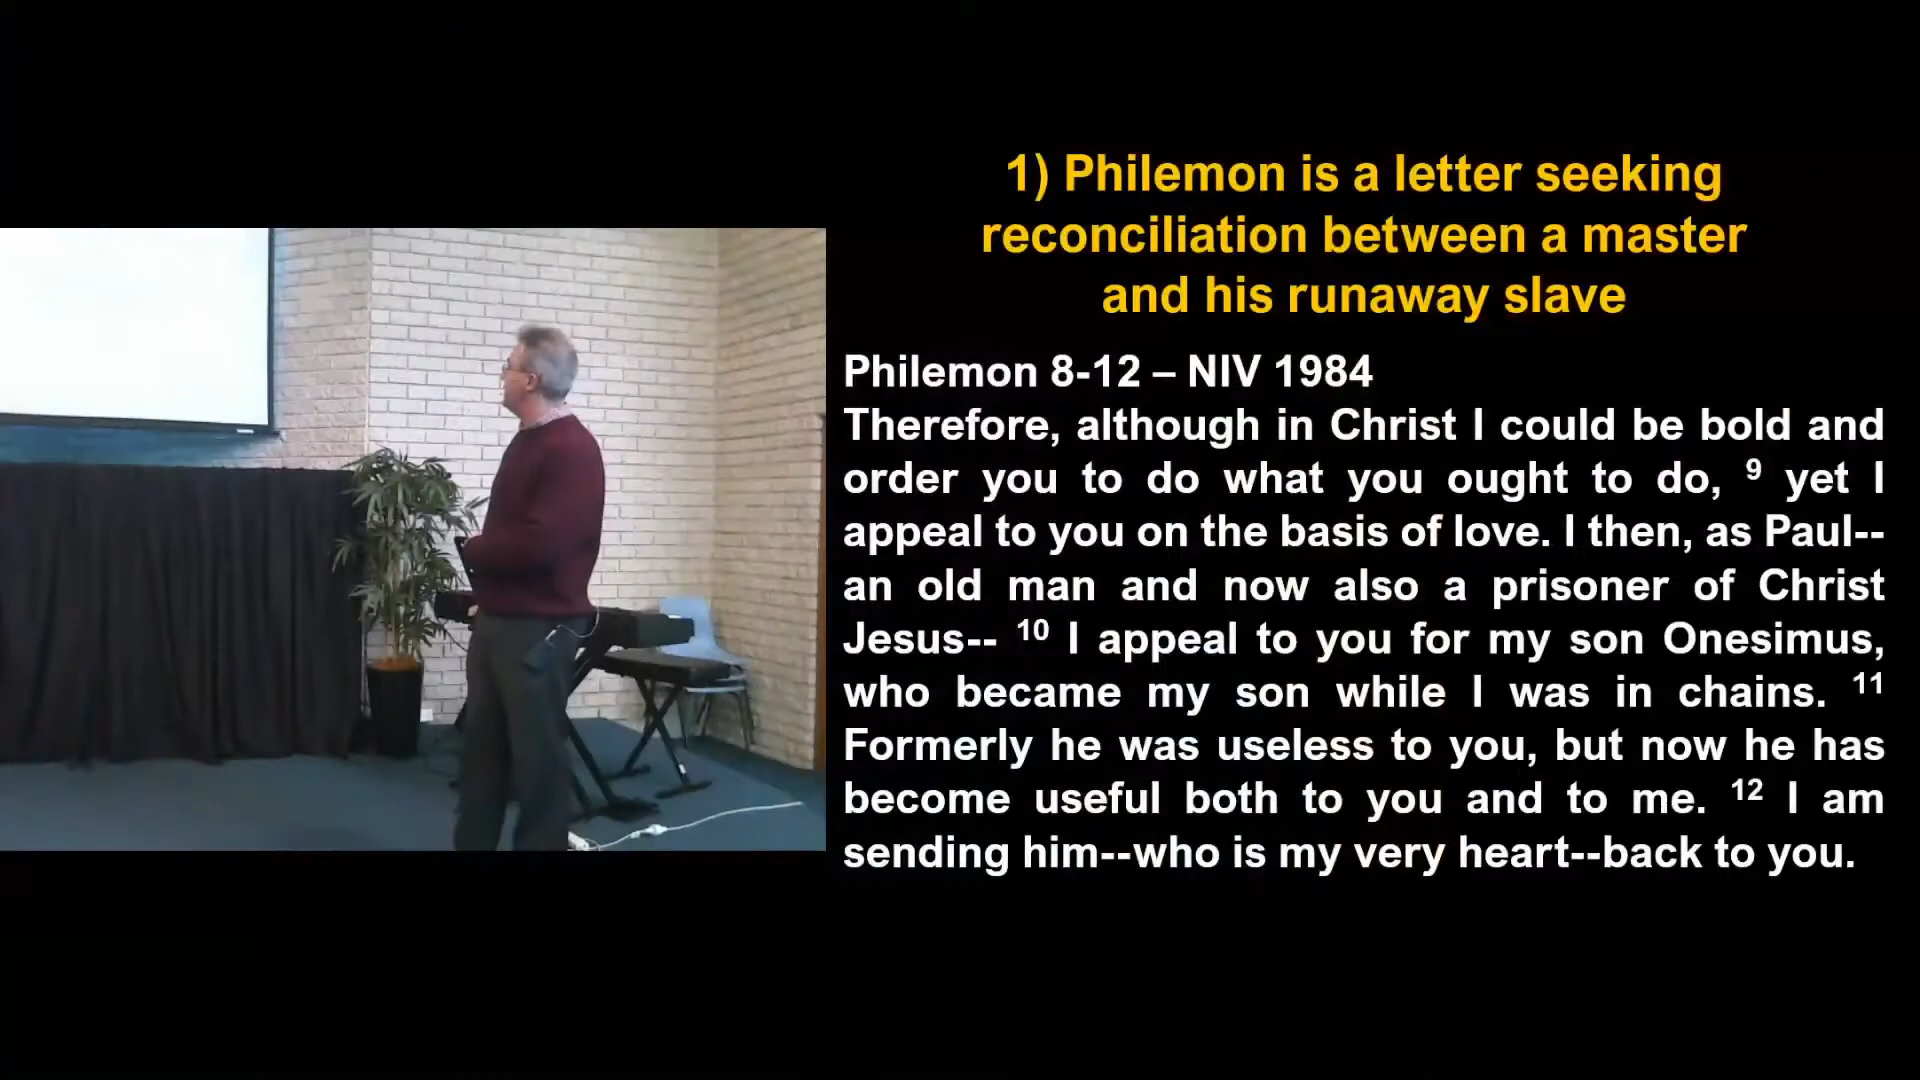 1) Philemon is a letter seeking
reconciliation between a master
and his runaway slave
Philemon 8-12 – NIV 1984
Therefore, although in Christ I could be bold and
order you to do what you ought to do, ⁹ yet I
appeal to you on the basis of love. I then, as Paul--
an old man and now also a prisoner of Christ
Jesus-- ¹⁰ I appeal to you for my son Onesimus,
who became my son while I was in chains. ¹¹
Formerly he was useless to you, but now he has
become useful both to you and to me. ¹² I am
sending him--who is my very heart--back to you.